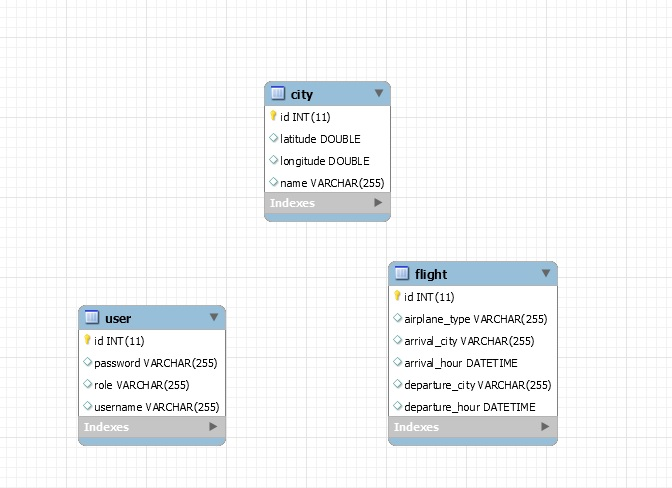 city
id INT(11)
latitude DOUBLE
longitude DOUBLE
name VARCHAR(255)
Indexes
flight
id INT(11)
airplane_type VARCHAR(255)
arrival_city VARCHAR(255)
arrival_hour DATETIME
departure_city VARCHAR(255)
departure_hour DATETIME
Indexes
user
id INT(11)
password VARCHAR(255)
role VARCHAR(255)
username VARCHAR(255)
Indexes